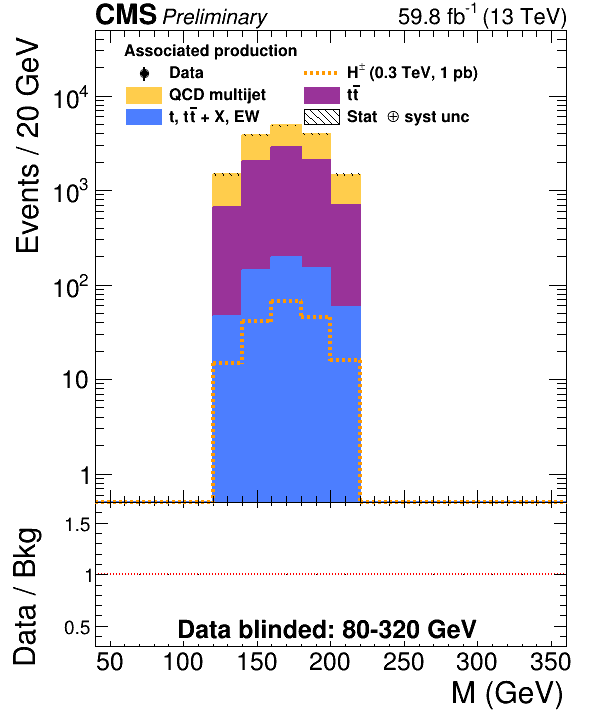 CMS Preliminary 59.8 fb⁻¹ (13 TeV)
Associated production
Data
H± (0.3 TeV, 1 pb)
QCD multijet
tt̄
t, tt̄ + X, EW
Stat ⊕ syst unc
Events / 20 GeV
10⁴
10³
10²
10
1
Data / Bkg
1.5
1
0.5
Data blinded: 80-320 GeV
50 100 150 200 250 300 350
M (GeV)